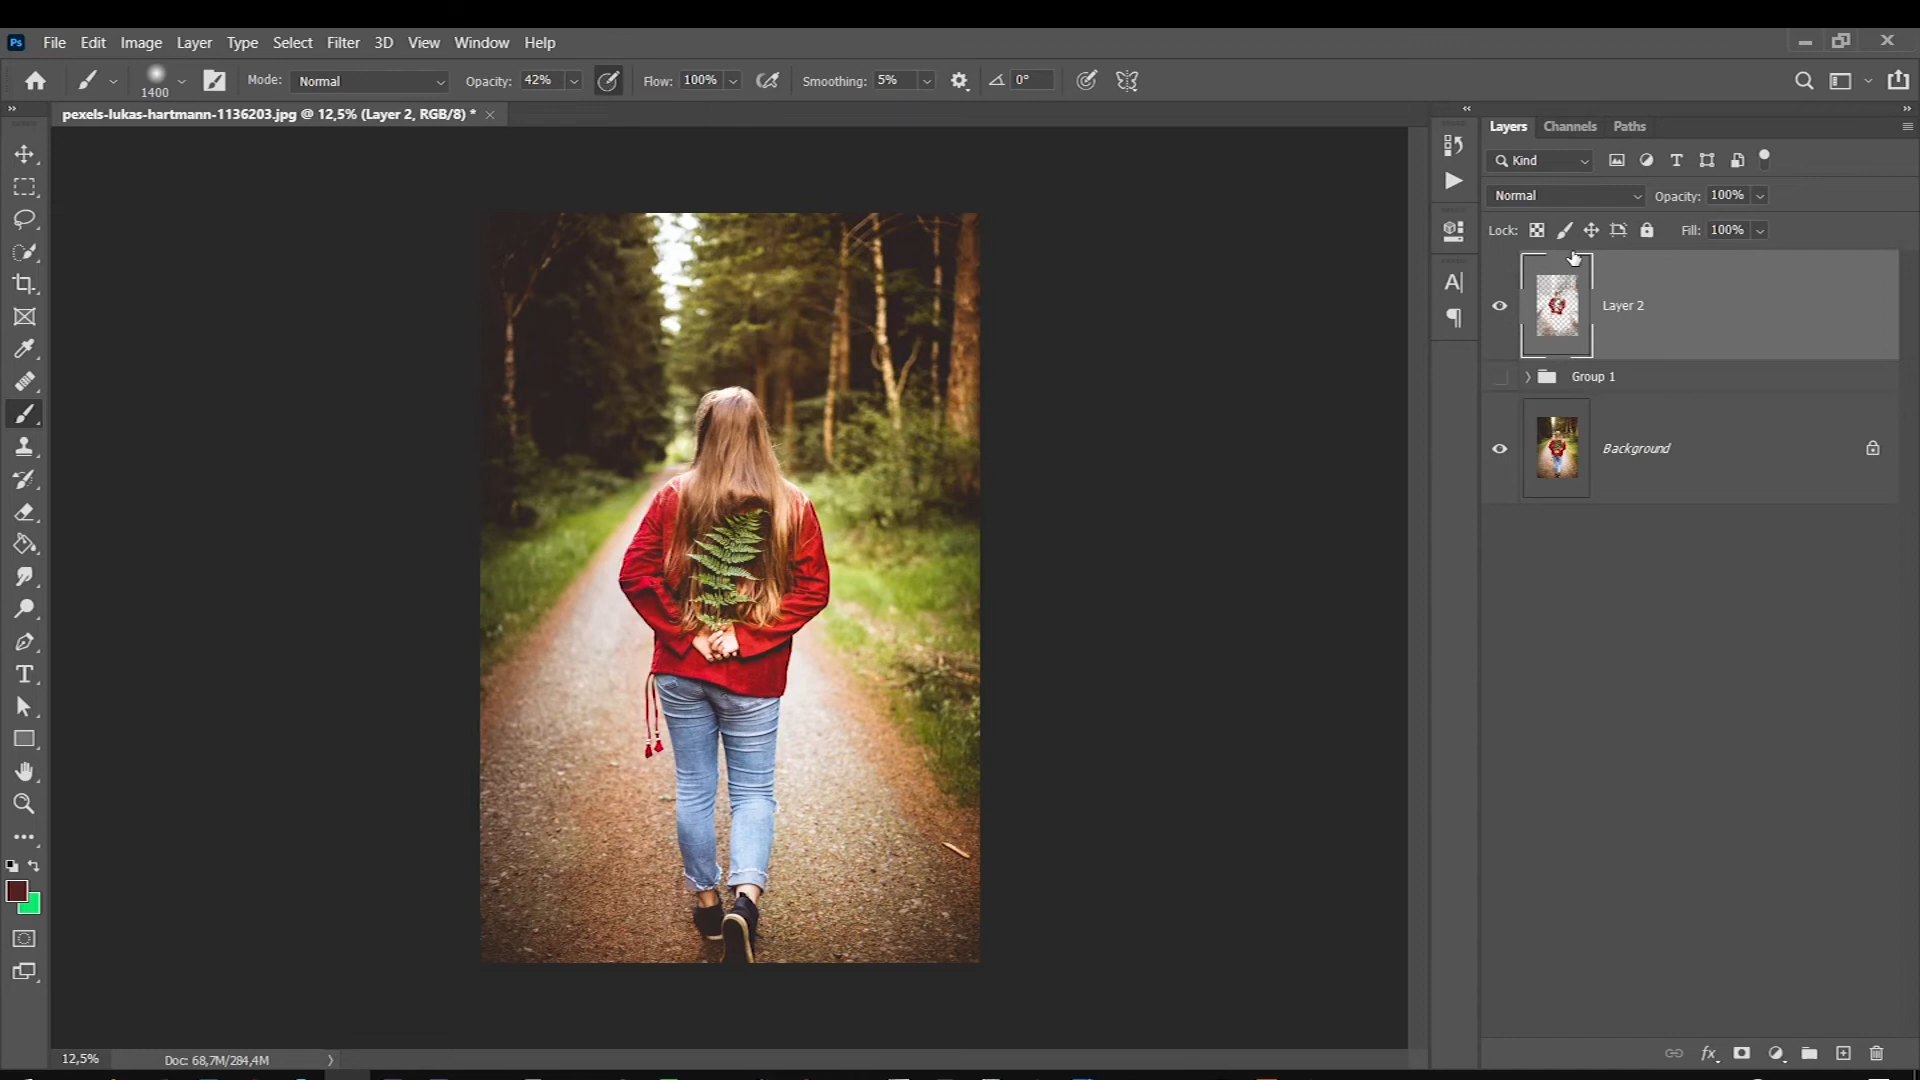 Ps File Edit Image Layer Type Select Filter 3D View Window Help
1400 Mode: Normal Opacity: 42% Flow: 100% Smoothing: 5% 0°
pexels-lukas-hartmann-1136203.jpg @ 12,5% (Layer 2, RGB/8) *
Layers Channels Paths
Kind
Normal Opacity: 100%
Lock: Fill: 100%
Layer 2
Group 1
Background
12,5% Doc: 68,7M/284,4M